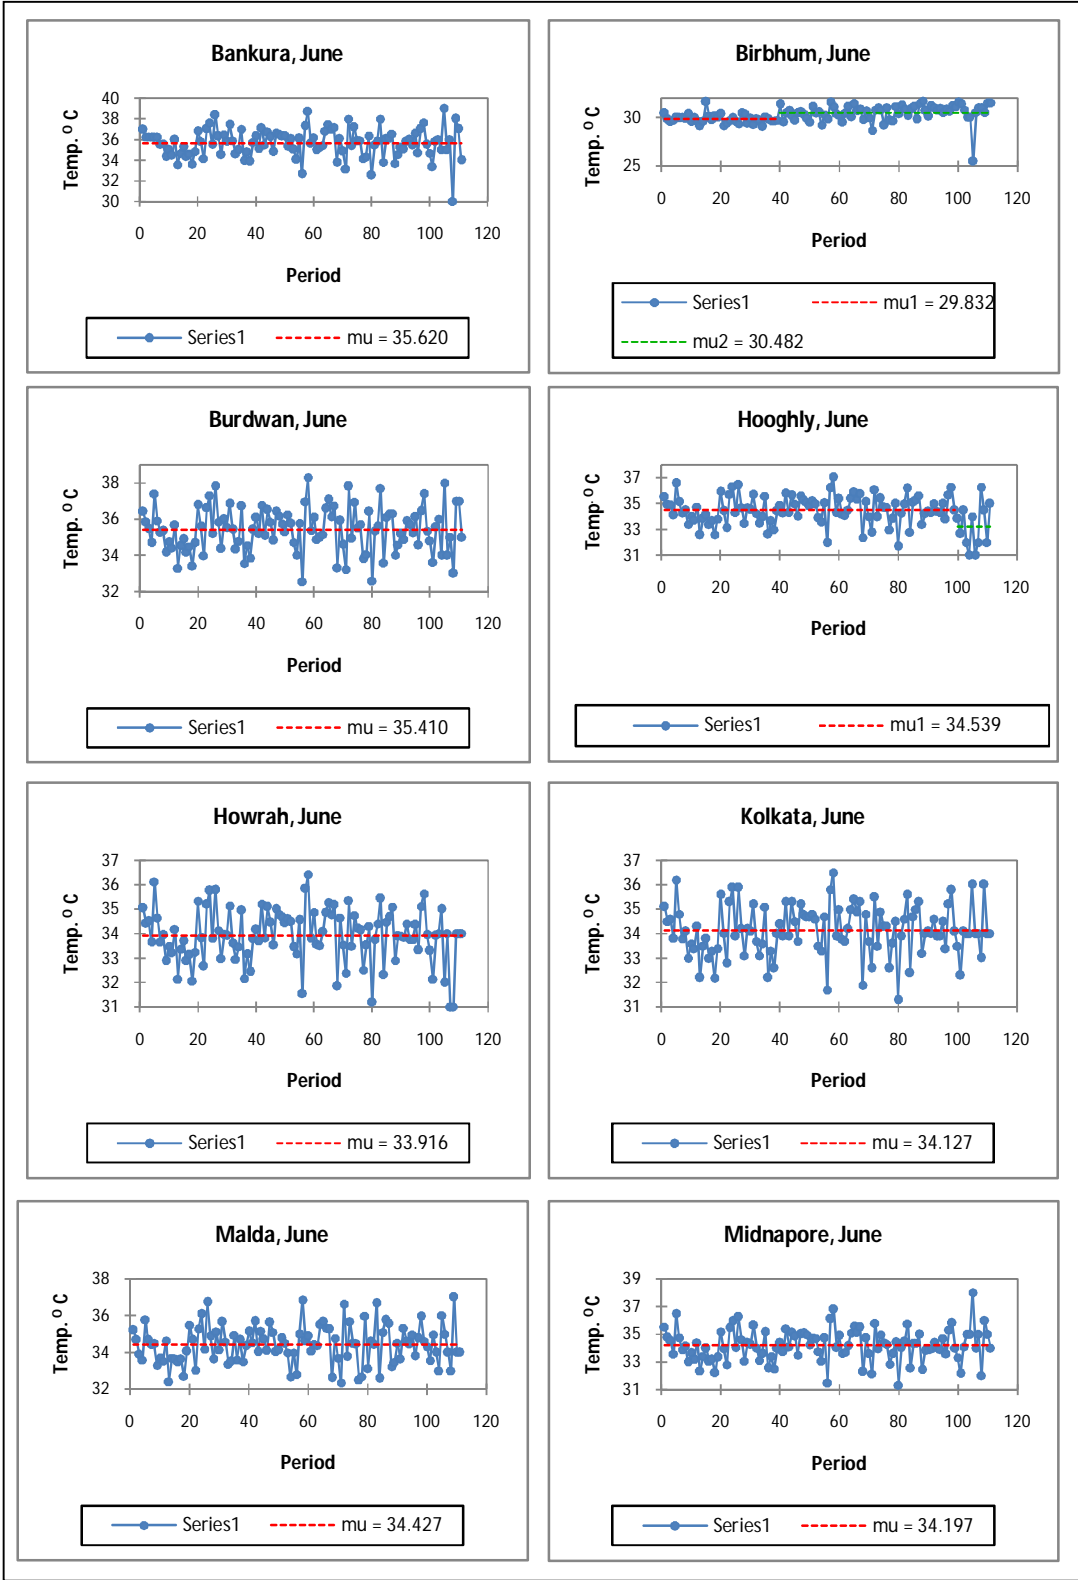 Bankura, June
40
38
36
34
32
30
Temp. ° C
0 20 40 60 80 100 120
Period
Series1 mu = 35.620
Birbhum, June
30
25
Temp. ° C
0 20 40 60 80 100 120
Period
Series1 mu1 = 29.832
mu2 = 30.482
Burdwan, June
38
36
34
32
Temp. ° C
0 20 40 60 80 100 120
Period
Series1 mu = 35.410
Hooghly, June
37
35
33
31
Temp. ° C
0 20 40 60 80 100 120
Period
Series1 mu1 = 34.539
Howrah, June
37
36
35
34
33
32
31
Temp. ° C
0 20 40 60 80 100 120
Period
Series1 mu = 33.916
Kolkata, June
37
36
35
34
33
32
31
Temp. ° C
0 20 40 60 80 100 120
Period
Series1 mu = 34.127
Malda, June
38
36
34
32
Temp. ° C
0 20 40 60 80 100 120
Period
Series1 mu = 34.427
Midnapore, June
39
37
35
33
31
Temp. ° C
0 20 40 60 80 100 120
Period
Series1 mu = 34.197